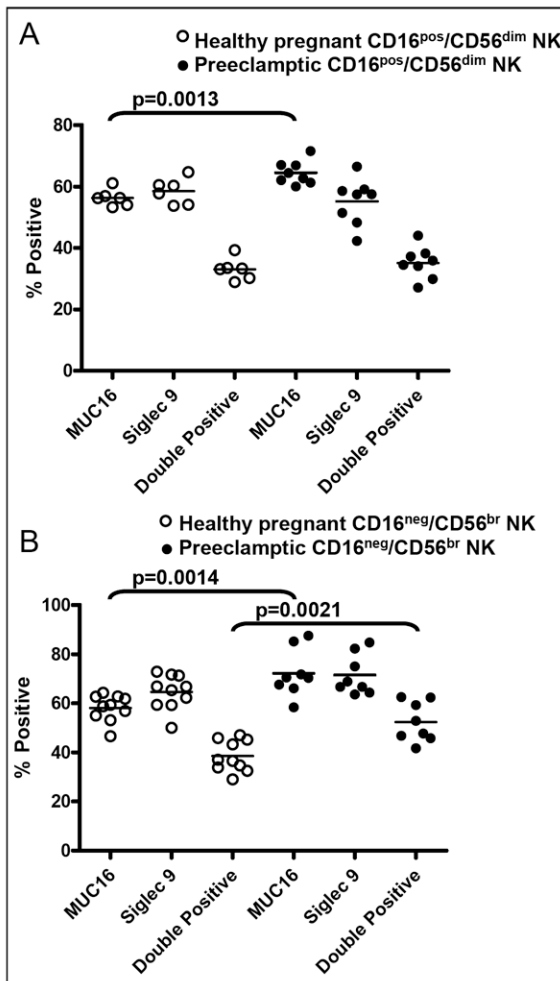 A
Healthy pregnant CD16pos/CD56dim NK
Preeclamptic CD16pos/CD56dim NK
p=0.0013
80
60
40
20
0
% Positive
MUC16
Siglec 9
Double Positive
MUC16
Siglec 9
Double Positive
B
Healthy pregnant CD16neg/CD56br NK
Preeclamptic CD16neg/CD56br NK
p=0.0014
p=0.0021
100
80
60
40
20
0
% Positive
MUC16
Siglec 9
Double Positive
MUC16
Siglec 9
Double Positive